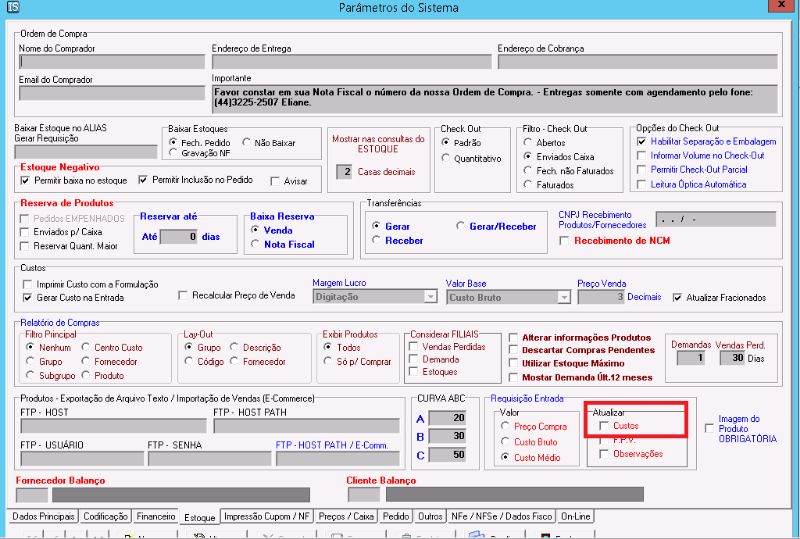 IS
Parâmetros do Sistema
X
Ordem de Compra
Nome do Comprador
Endereço de Entrega
Endereço de Cobrança
Email do Comprador
Importante
Favor constar em sua Nota Fiscal o número da nossa Ordem de Compra. - Entregas somente com agendamento pelo fone:
(44)3225-2507 Eliane.
Baixar Estoque no ALIAS
Gerar Requisição
Baixar Estoques
Fech. Pedido
Não Baixar
Gravação NF
Mostrar nas consultas do
ESTOQUE
2 Casas decimais
Check Out
Padrão
Quantitativo
Filtro - Check Out
Abertos
Enviados Caixa
Fech. não Faturados
Faturados
Opções do Check Out
Habilitar Separação e Embalagem
Informar Volume no Check-Out
Permitir Check-Out Parcial
Leitura Óptica Automática
Estoque Negativo
Permitir baixa no estoque
Permitir Inclusão no Pedido
Avisar
Reserva de Produtos
Pedidos EMPENHADOS
Enviados p/ Caixa
Reservar Quant. Maior
Reservar até
Até 0 dias
Baixa Reserva
Venda
Nota Fiscal
Transferências
Gerar
Gerar/Receber
Receber
CNPJ Recebimento
Produtos/Fornecedores
. . / -
Recebimento de NCM
Custos
Imprimir Custo com a Formulação
Gerar Custo na Entrada
Recalcular Preço de Venda
Margem Lucro
Digitação
Valor Base
Custo Bruto
Preço Venda
3 Decimais
Atualizar Fracionados
Relatório de Compras
Filtro Principal
Nenhum
Centro Custo
Grupo
Fornecedor
Subgrupo
Produto
Lay-Out
Grupo
Descrição
Código
Fornecedor
Exibir Produtos
Todos
Só p/ Comprar
Considerar FILIAIS
Vendas Perdidas
Demanda
Estoques
Alterar informações Produtos
Descartar Compras Pendentes
Utilizar Estoque Máximo
Mostrar Demanda Últ.12 meses
Demandas
1
Vendas Perd.
30 Dias
Produtos - Exportação de Arquivo Texto / Importação de Vendas (E-Commerce)
FTP - HOST
FTP - HOST PATH
FTP - USUÁRIO
FTP - SENHA
FTP - HOST PATH / E-Comm.
CURVA ABC
A 20
B 30
C 50
Requisição Entrada
Valor
Preço Compra
Custo Bruto
Custo Médio
Atualizar
Custos
F.P.V.
Observações
Imagem do
Produto
OBRIGATÓRIA
Fornecedor Balanço
Cliente Balanço
Dados Principais
Codificação
Financeiro
Estoque
Impressão Cupom / NF
Preços / Caixa
Pedido
Outros
NFe / NFSe / Dados Fisco
On-Line